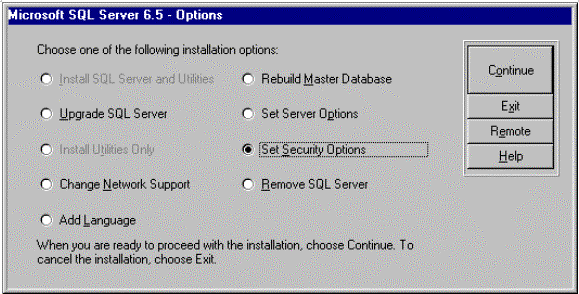 Microsoft SQL Server 6.5 - Options
Choose one of the following installation options:
Install SQL Server and Utilities
Rebuild Master Database
Upgrade SQL Server
Set Server Options
Install Utilities Only
Set Security Options
Change Network Support
Remove SQL Server
Add Language
When you are ready to proceed with the installation, choose Continue. To
cancel the installation, choose Exit.
Continue
Exit
Remote
Help